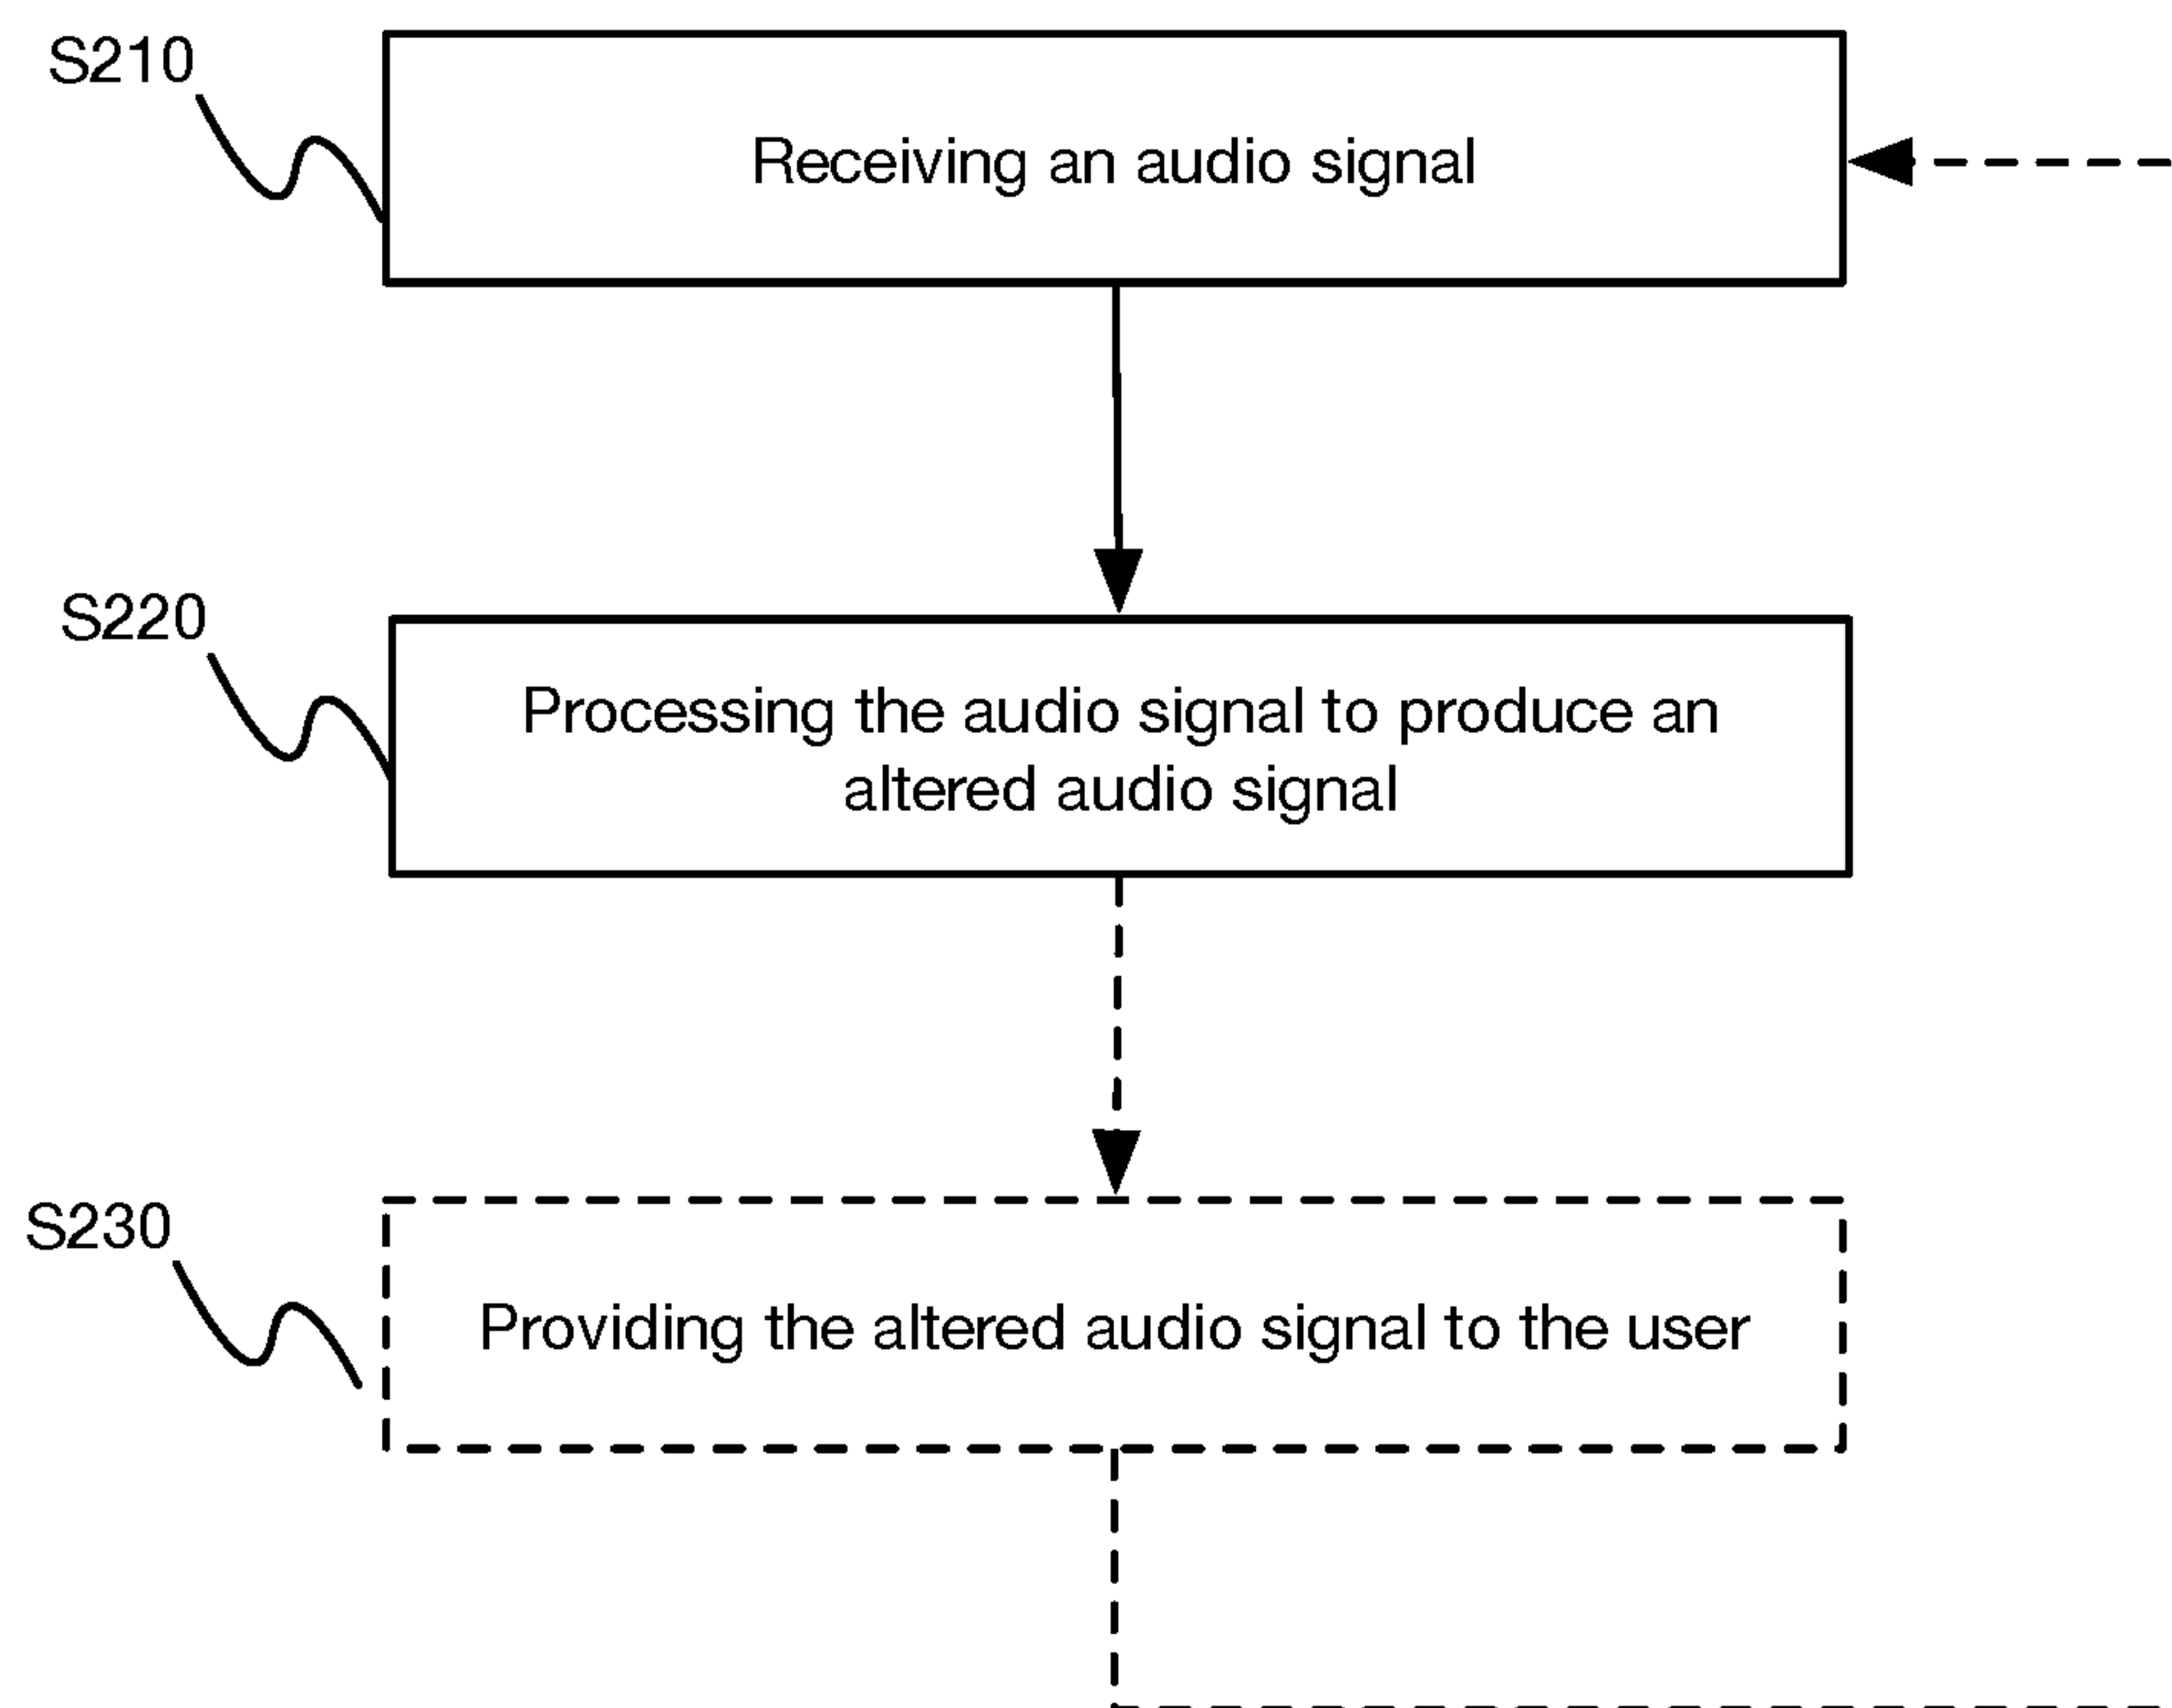 S210
Receiving an audio signal
S220
Processing the audio signal to produce an
altered audio signal
S230
Providing the altered audio signal to the user